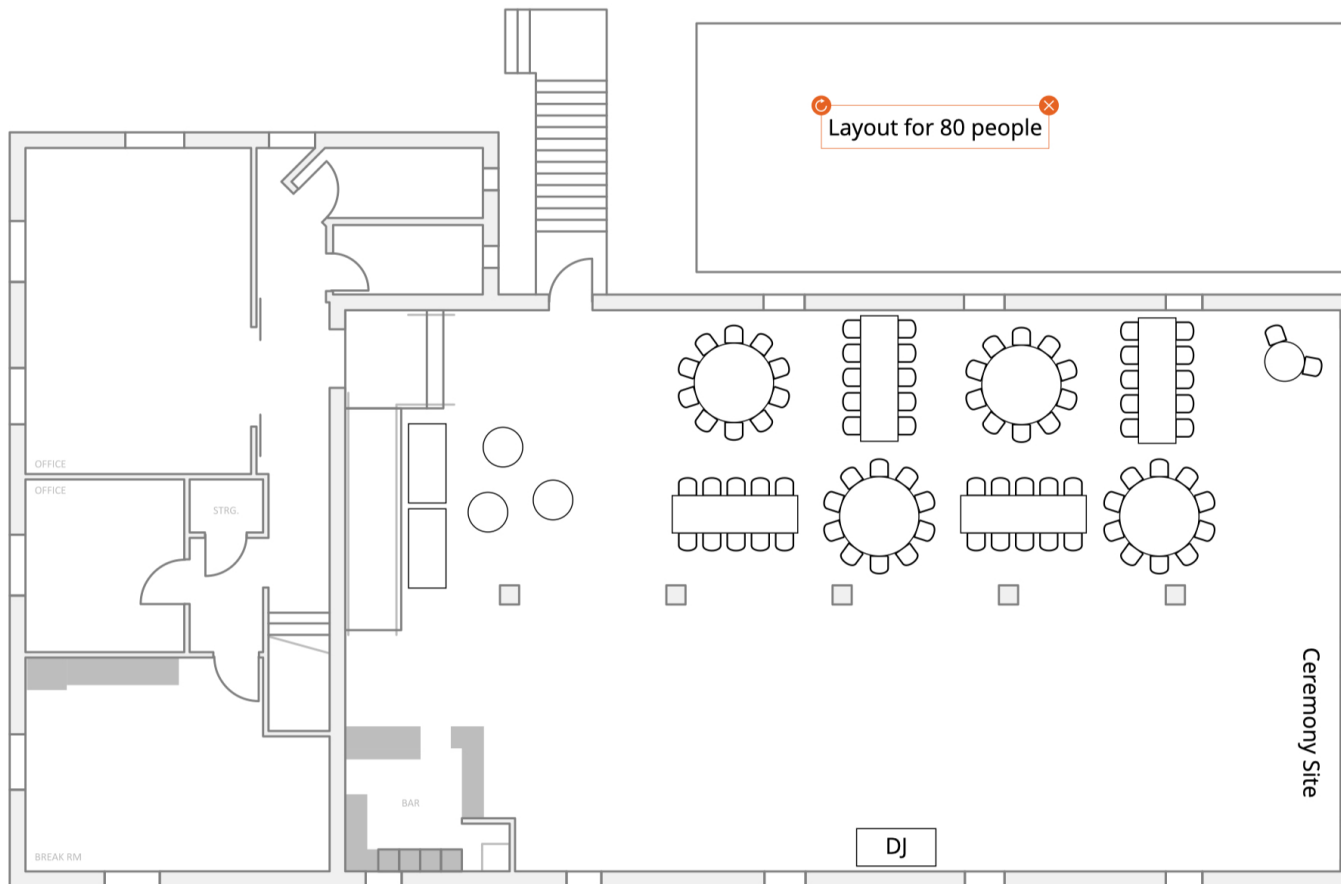 Layout for 80 people
OFFICE
OFFICE
STRG.
Ceremony Site
BAR
DJ
BREAK RM